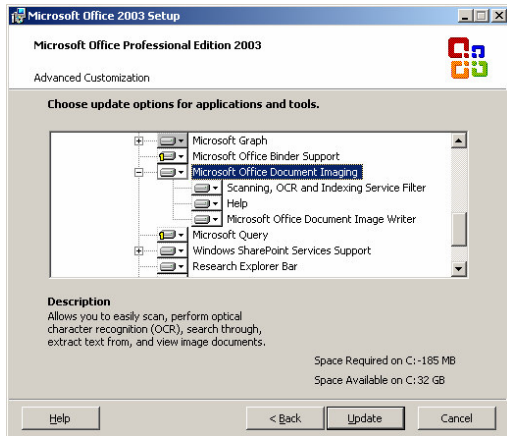 Microsoft Office 2003 Setup
Microsoft Office Professional Edition 2003
Advanced Customization
Choose update options for applications and tools.
Microsoft Graph
Microsoft Office Binder Support
Microsoft Office Document Imaging
Scanning, OCR and Indexing Service Filter
Help
Microsoft Office Document Image Writer
Microsoft Query
Windows SharePoint Services Support
Research Explorer Bar
Description
Allows you to easily scan, perform optical
character recognition (OCR), search through,
extract text from, and view image documents.
Space Required on C:-185 MB
Space Available on C:32 GB
Help
< Back
Update
Cancel